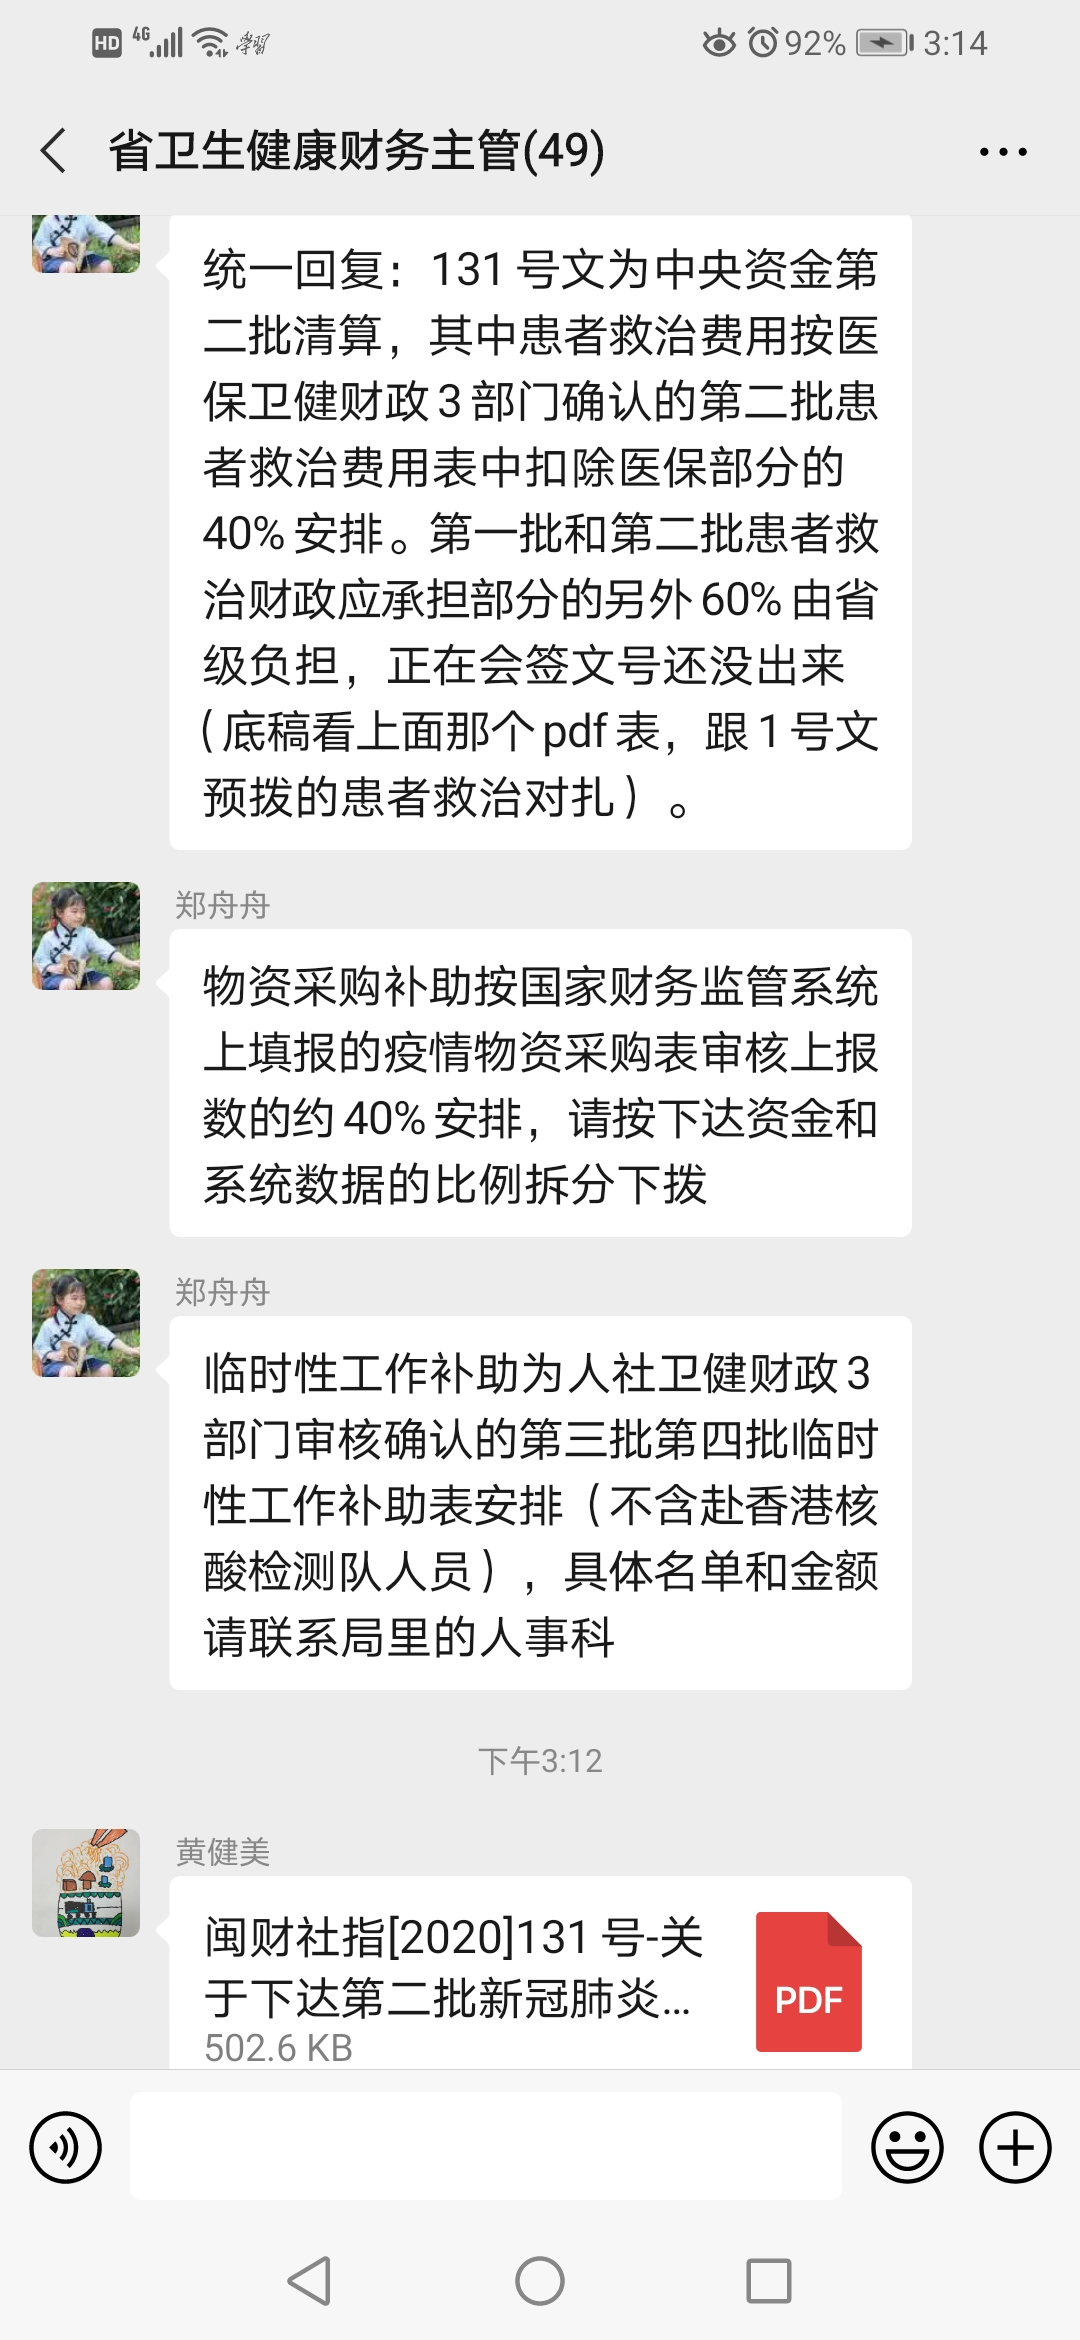 HD 4G 学習 92% 3:14
省卫生健康财务主管(49)
统一回复：131号文为中央资金第
二批清算，其中患者救治费用按医
保卫健财政3部门确认的第二批患
者救治费用表中扣除医保部分的
40%安排。第一批和第二批患者救
治财政应承担部分的另外60%由省
级负担，正在会签文号还没出来
（底稿看上面那个pdf表，跟1号文
预拨的患者救治对扎）。
郑舟舟
物资采购补助按国家财务监管系统
上填报的疫情物资采购表审核上报
数的约40%安排，请按下达资金和
系统数据的比例拆分下拨
郑舟舟
临时性工作补助为人社卫健财政3
部门审核确认的第三批第四批临时
性工作补助表安排（不含赴香港核
酸检测队人员），具体名单和金额
请联系局里的人事科
下午3:12
黄健美
闽财社指[2020]131号-关
于下达第二批新冠肺炎...
PDF
502.6 KB